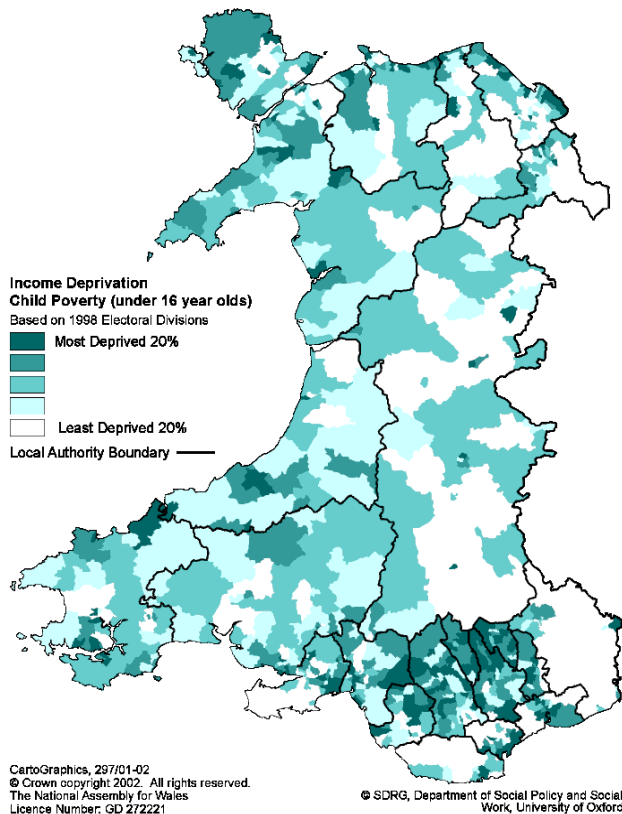 Income Deprivation
Child Poverty (under 16 year olds)
Based on 1998 Electoral Divisions
Most Deprived 20%
Least Deprived 20%
Local Authority Boundary
CartoGraphics, 297/01-02
© Crown copyright 2002. All rights reserved.
The National Assembly for Wales
Licence Number: GD 272221
© SDRG, Department of Social Policy and Social
Work, University of Oxford